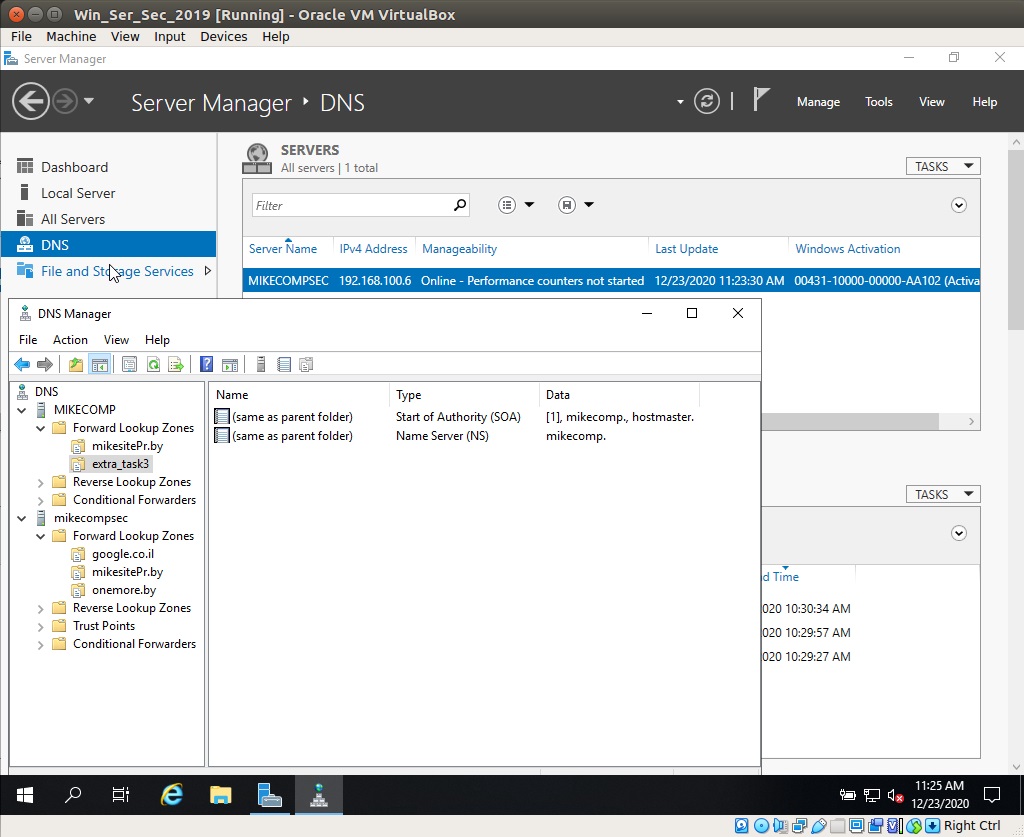 Win_Ser_Sec_2019 [Running] - Oracle VM VirtualBox
File Machine View Input Devices Help
Server Manager
Server Manager DNS
Manage Tools View Help
Dashboard
Local Server
All Servers
DNS
File and Storage Services
SERVERS
All servers | 1 total
TASKS
Filter
Server Name IPv4 Address Manageability Last Update Windows Activation
MIKECOMPSEC 192.168.100.6 Online - Performance counters not started 12/23/2020 11:23:30 AM 00431-10000-00000-AA102 (Activa
DNS Manager
File Action View Help
DNS
MIKECOMP
Forward Lookup Zones
mikesitePr.by
extra_task3
Reverse Lookup Zones
Conditional Forwarders
mikecompsec
Forward Lookup Zones
google.co.il
mikesitePr.by
onemore.by
Reverse Lookup Zones
Trust Points
Conditional Forwarders
Name Type Data
(same as parent folder) Start of Authority (SOA) [1], mikecomp., hostmaster.
(same as parent folder) Name Server (NS) mikecomp.
TASKS
d Time
020 10:30:34 AM
020 10:29:57 AM
020 10:29:27 AM
11:25 AM
12/23/2020
Right Ctrl